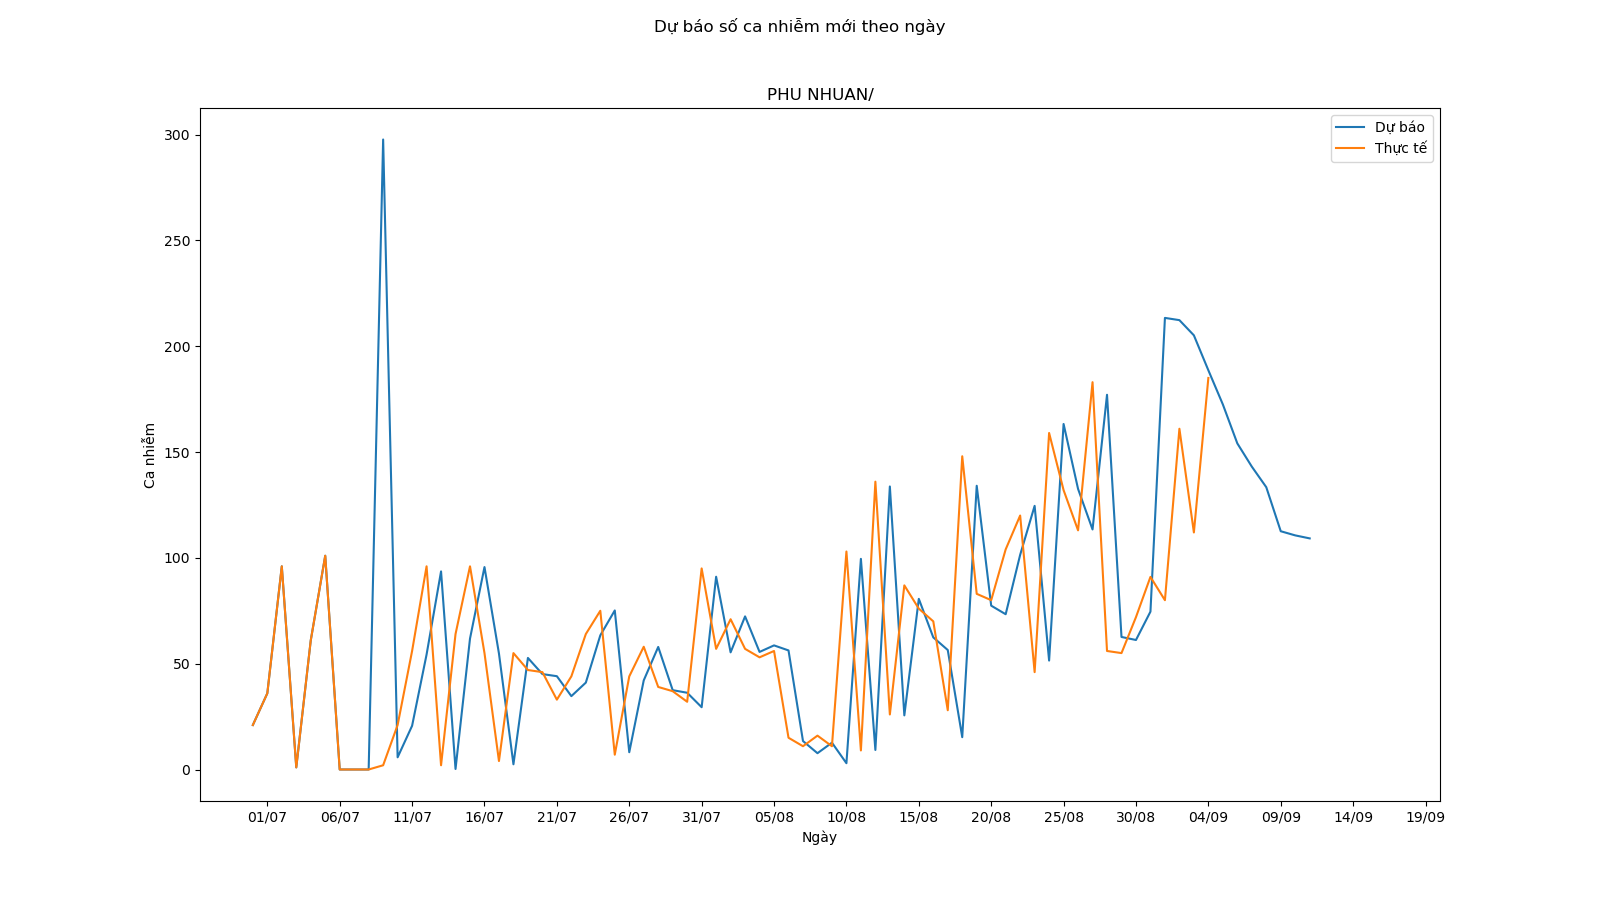 Dự báo số ca nhiễm mới theo ngày
PHU NHUAN/
Dự báo
Thực tế
300
250
200
150
100
50
0
Ca nhiễm
01/07 06/07 11/07 16/07 21/07 26/07 31/07 05/08 10/08 15/08 20/08 25/08 30/08 04/09 09/09 14/09 19/09
Ngày